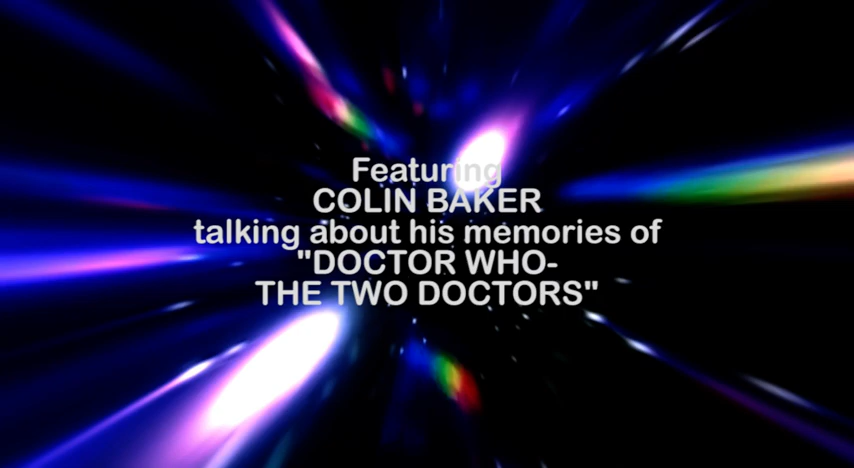 Featuring
COLIN BAKER
talking about his memories of
"DOCTOR WHO-
THE TWO DOCTORS"